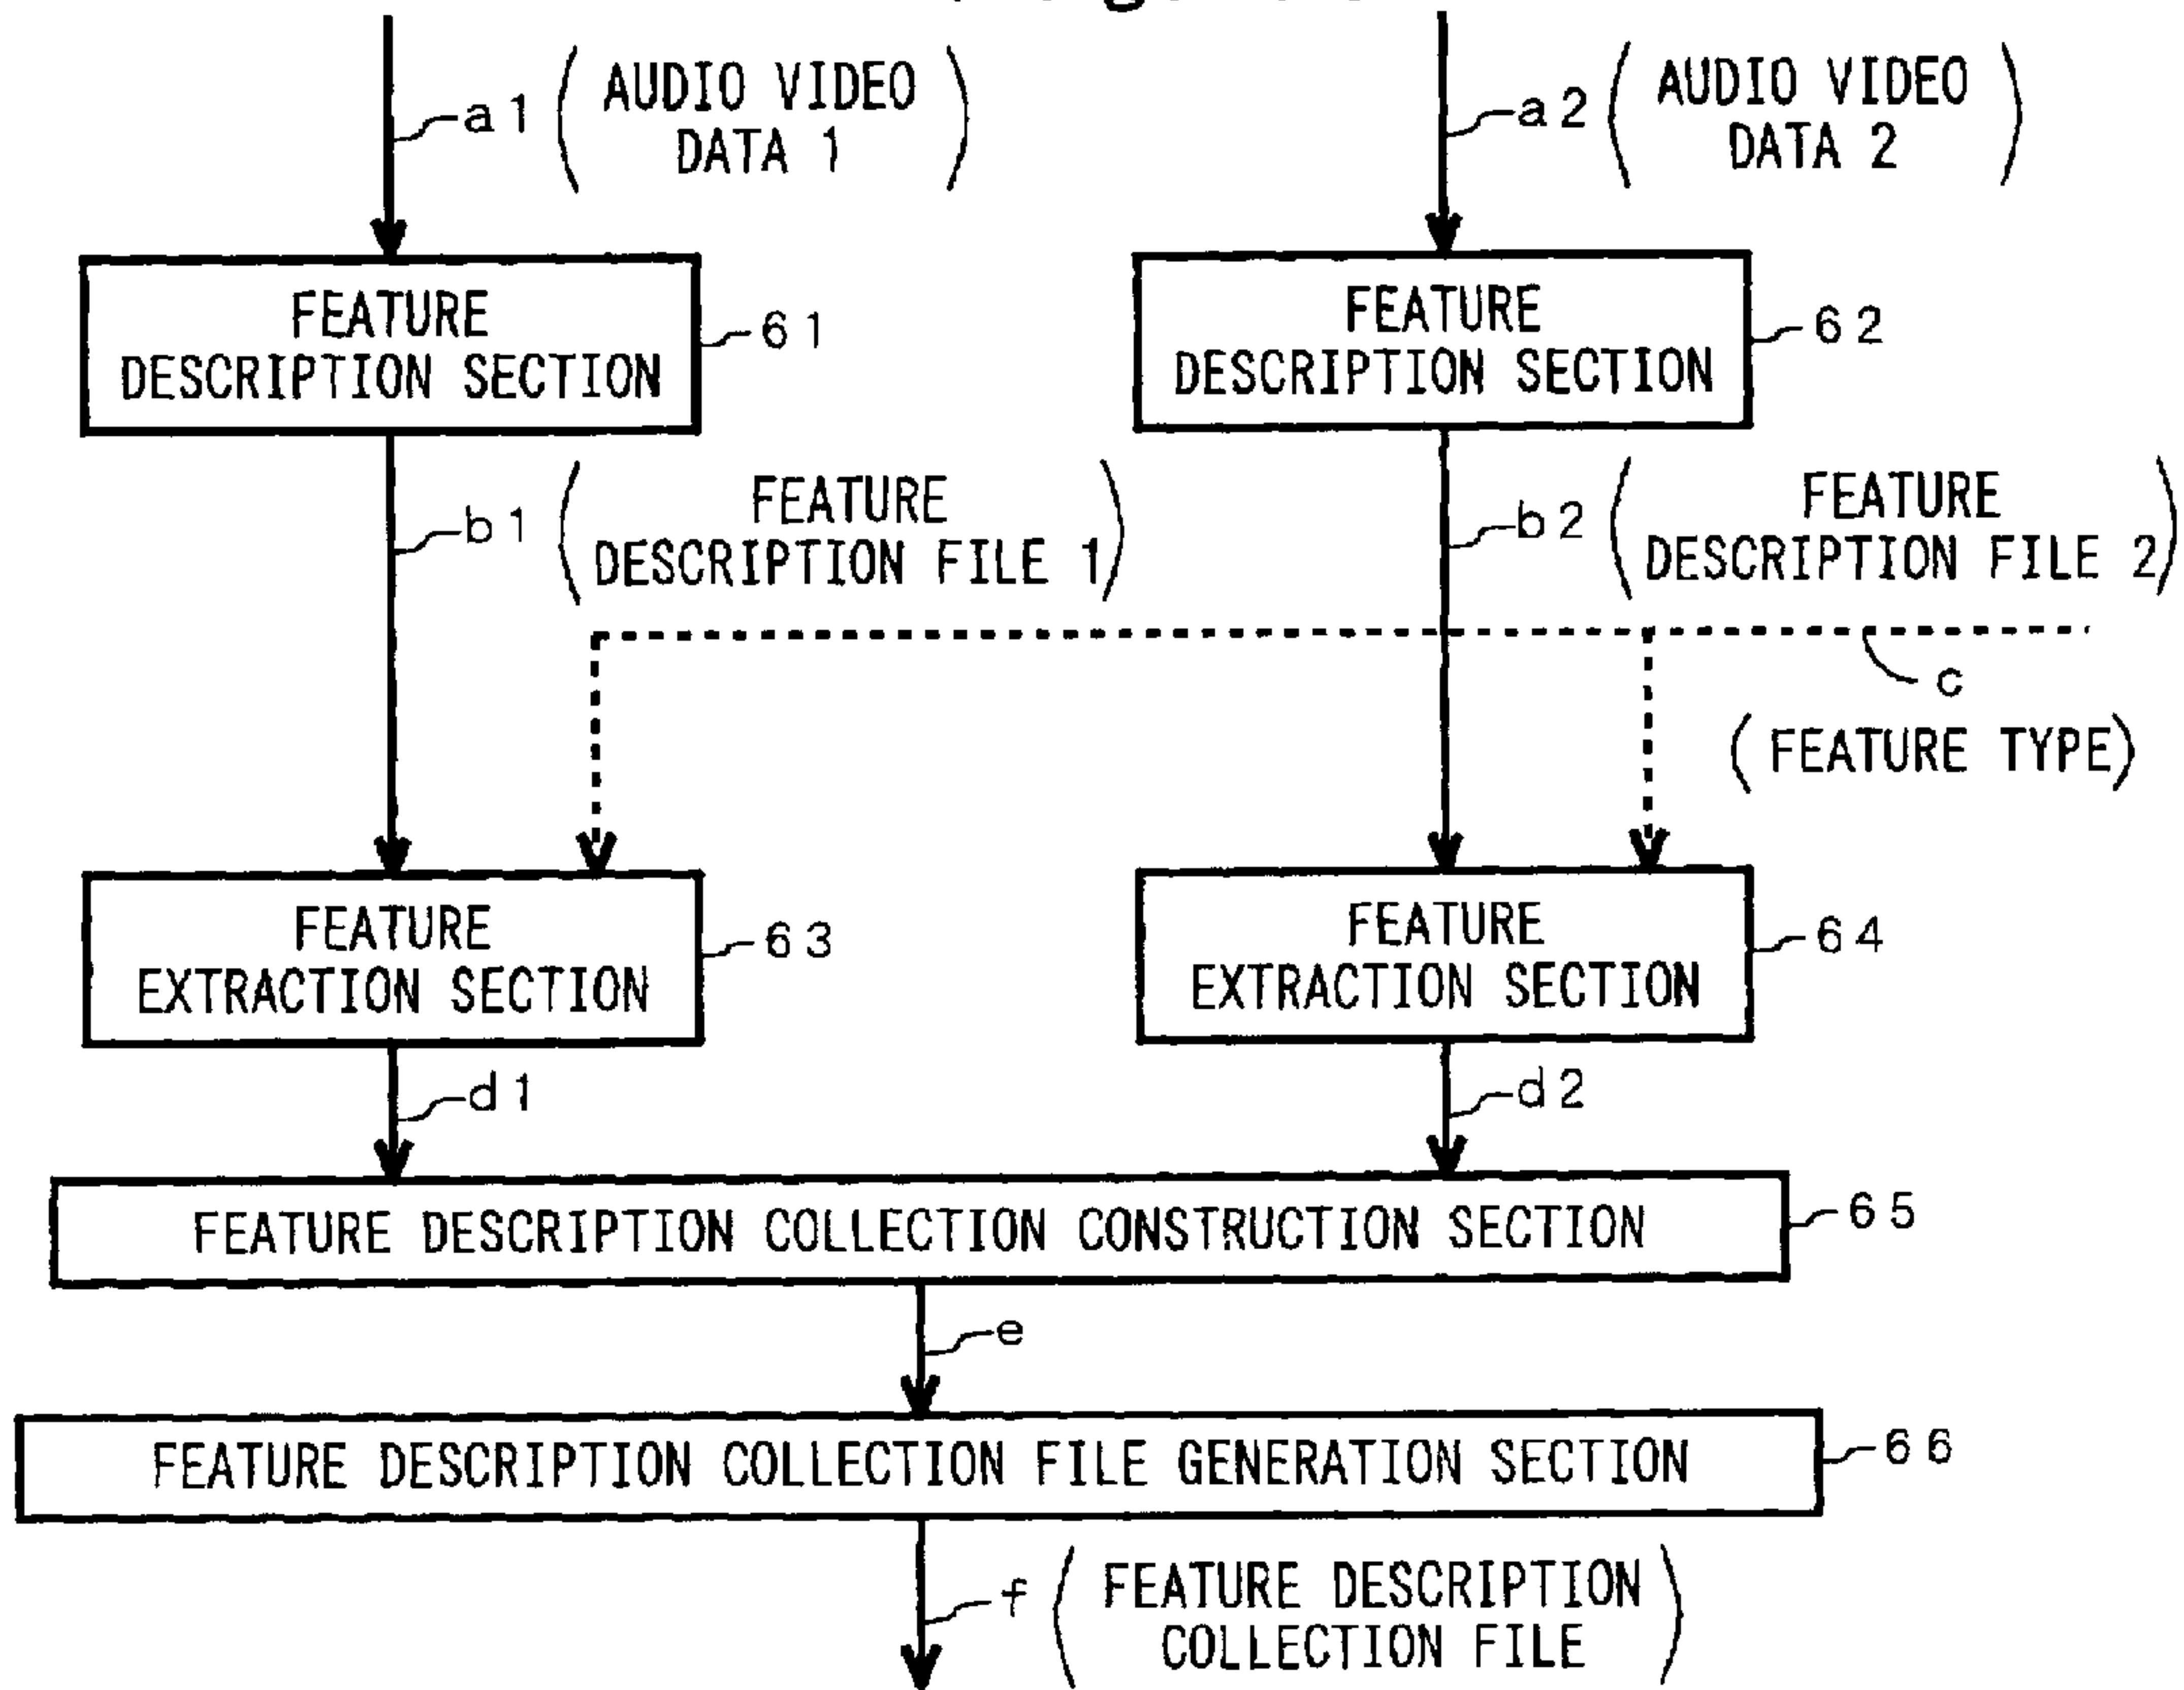 a1 ( AUDIO VIDEO
DATA 1 )
a2 ( AUDIO VIDEO
DATA 2 )
FEATURE
DESCRIPTION SECTION
61
FEATURE
DESCRIPTION SECTION
62
b1 ( FEATURE
DESCRIPTION FILE 1 )
b2 ( FEATURE
DESCRIPTION FILE 2 )
c
( FEATURE TYPE )
FEATURE
EXTRACTION SECTION
63
FEATURE
EXTRACTION SECTION
64
d1
d2
FEATURE DESCRIPTION COLLECTION CONSTRUCTION SECTION
65
e
FEATURE DESCRIPTION COLLECTION FILE GENERATION SECTION
66
f ( FEATURE DESCRIPTION
COLLECTION FILE )